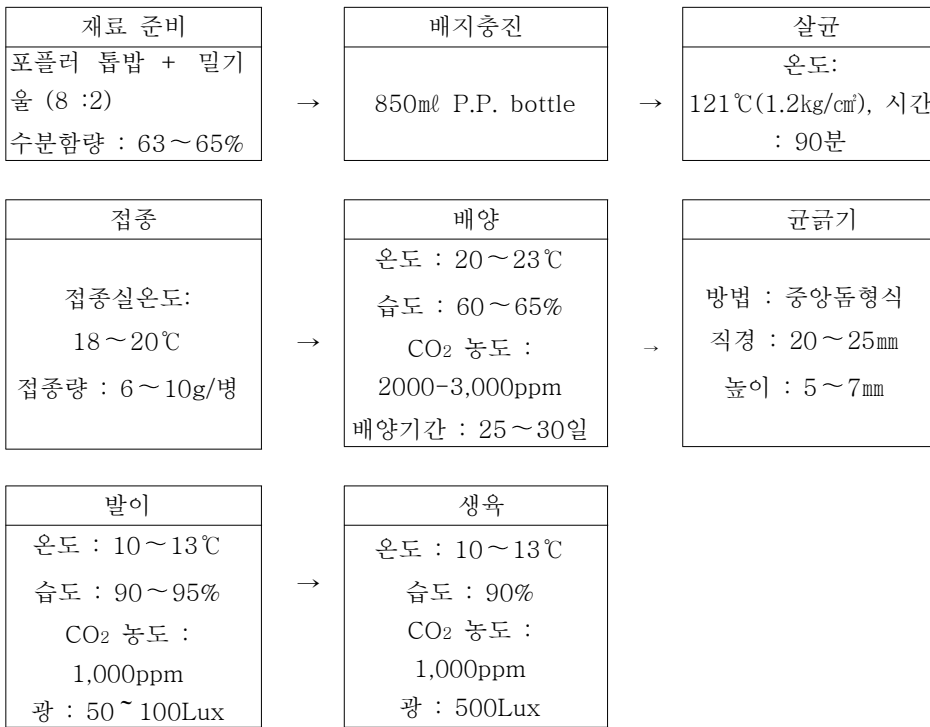 재료 준비
포플러 톱밥 + 밀기
울 (8 :2)
수분함량 : 63～65%
→
배지충진
850㎖ P.P. bottle
→
살균
온도:
121℃(1.2㎏/㎠), 시간
: 90분
접종
접종실온도:
18～20℃
접종량 : 6～10g/병
→
배양
온도 : 20～23℃
습도 : 60～65%
CO₂ 농도 :
2000-3,000ppm
배양기간 : 25～30일
→
균긁기
방법 : 중앙돔형식
직경 : 20～25㎜
높이 : 5～7㎜
발이
온도 : 10～13℃
습도 : 90～95%
CO₂ 농도 :
1,000ppm
광 : 50~100Lux
→
생육
온도 : 10～13℃
습도 : 90%
CO₂ 농도 :
1,000ppm
광 : 500Lux